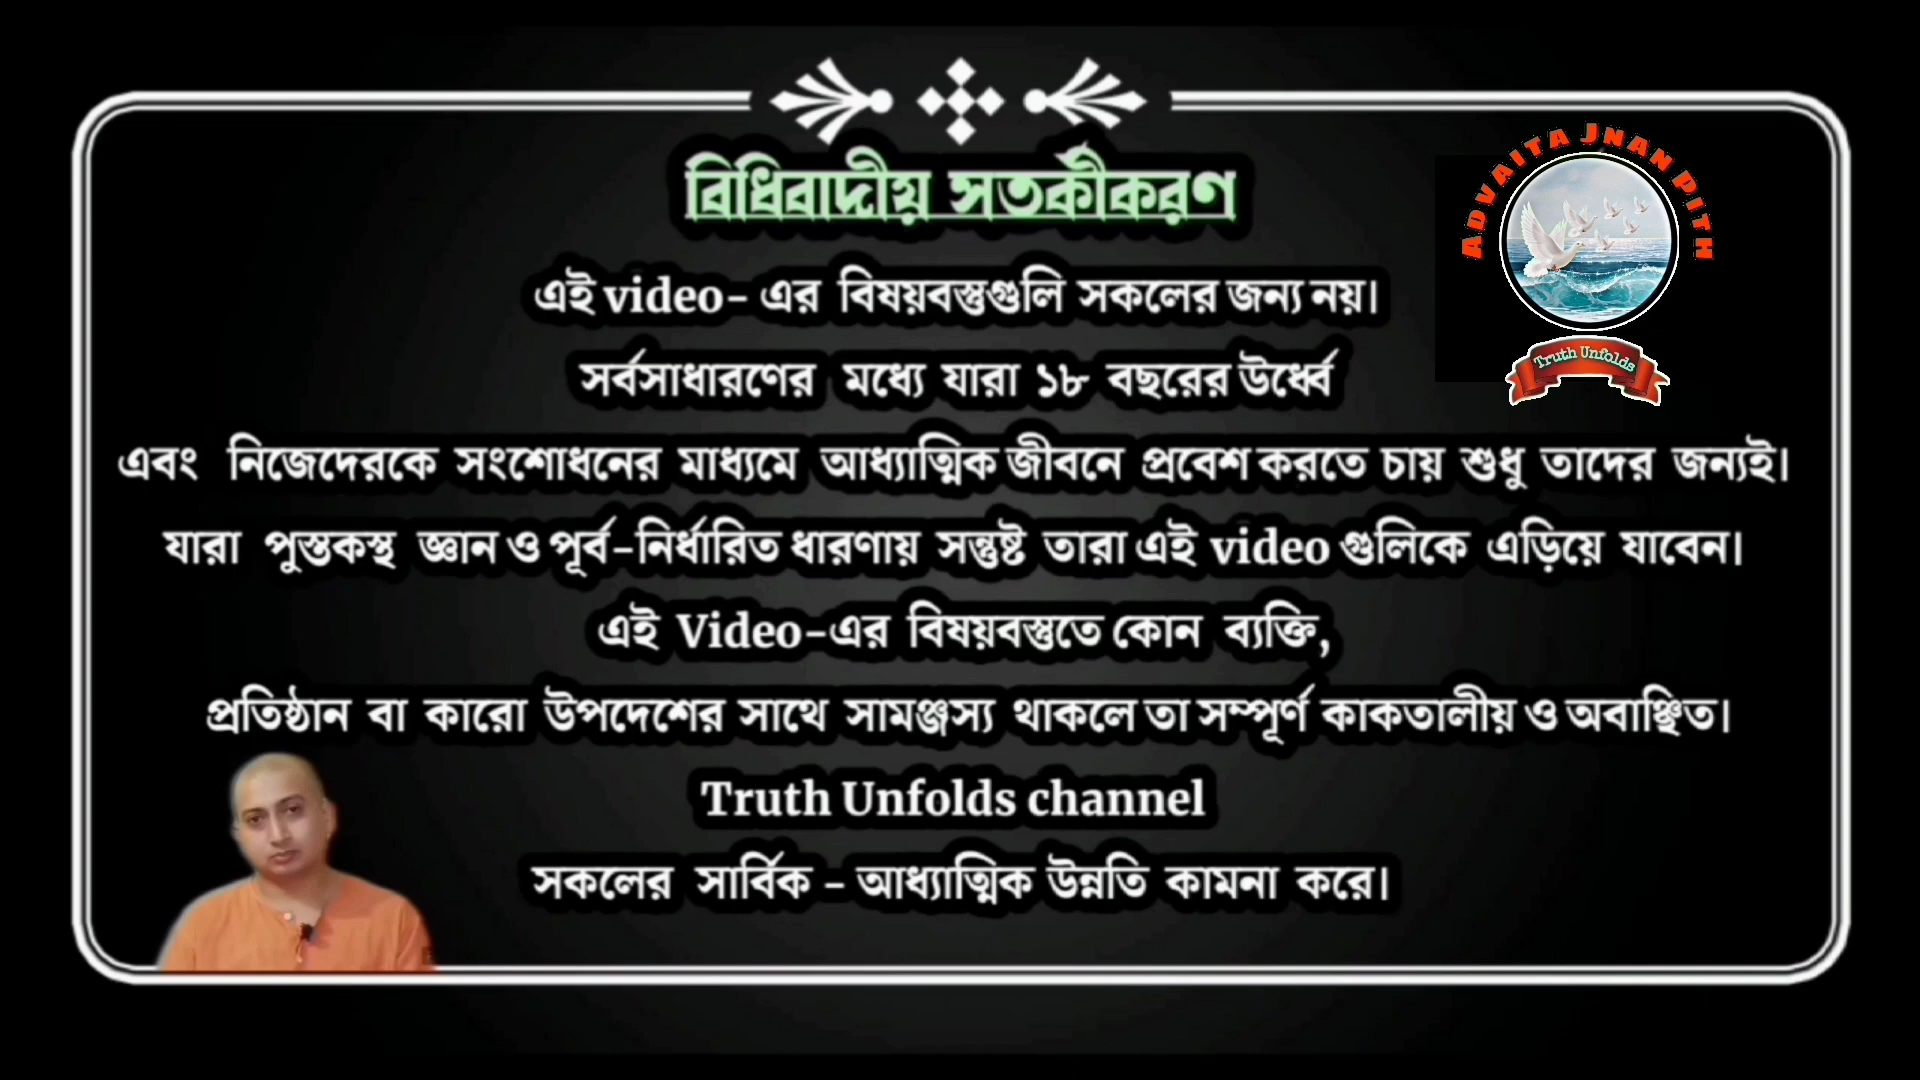 বিধিবাদীয় সতর্কীকরণ
ADVAITA JNAN PITH
Truth Unfolds
এই video- এর বিষয়বস্তুগুলি সকলের জন্য নয়।
সর্বসাধারণের মধ্যে যারা ১৮ বছরের উর্ধ্বে
এবং নিজেদেরকে সংশোধনের মাধ্যমে আধ্যাত্মিক জীবনে প্রবেশ করতে চায় শুধু তাদের জন্যই।
যারা পুস্তকস্থ জ্ঞান ও পূর্ব-নির্ধারিত ধারণায় সন্তুষ্ট তারা এই video গুলিকে এড়িয়ে যাবেন।
এই Video-এর বিষয়বস্তুতে কোন ব্যক্তি,
প্রতিষ্ঠান বা কারো উপদেশের সাথে সামঞ্জস্য থাকলে তা সম্পূর্ণ কাকতালীয় ও অবাঞ্ছিত।
Truth Unfolds channel
সকলের সার্বিক - আধ্যাত্মিক উন্নতি কামনা করে।